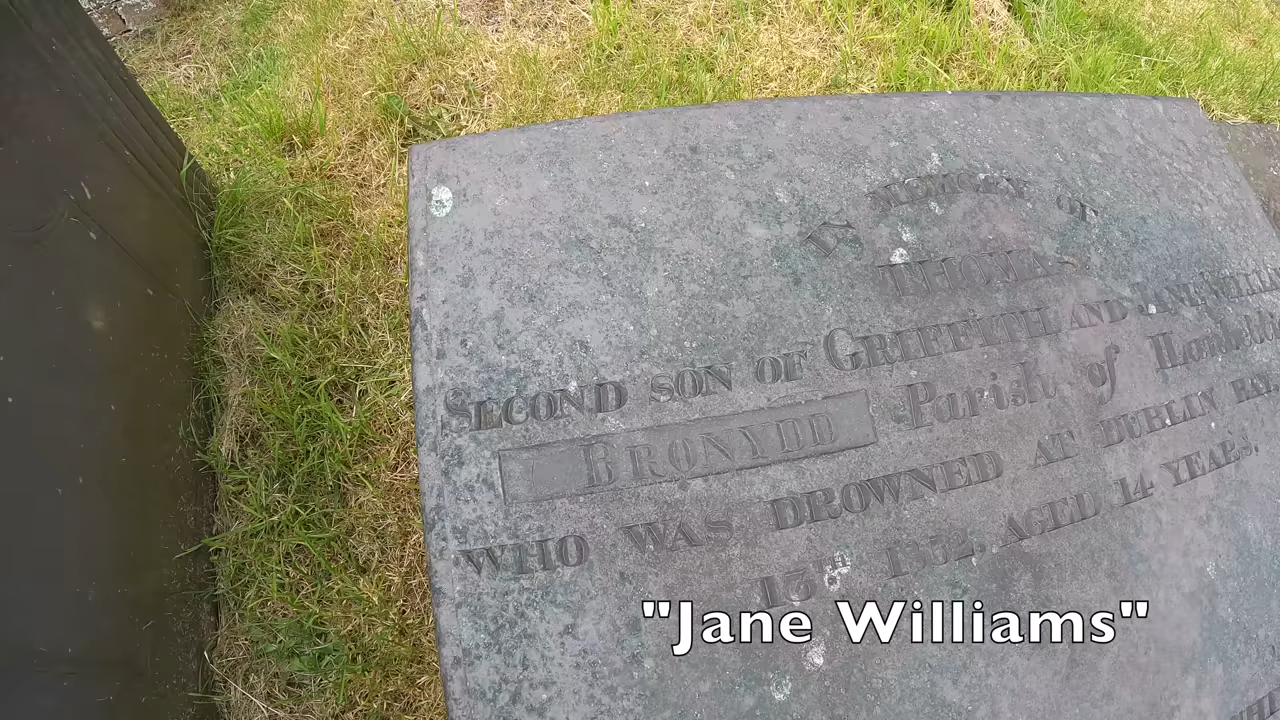 IN MEMORY OF
THOMAS
SECOND SON OF GRIFFITH AND JANE
BRONYDD Parish of
WHO WAS DROWNED AT DUBLIN BAY
13TH 1852. AGED 14 YEARS.
"Jane Williams"